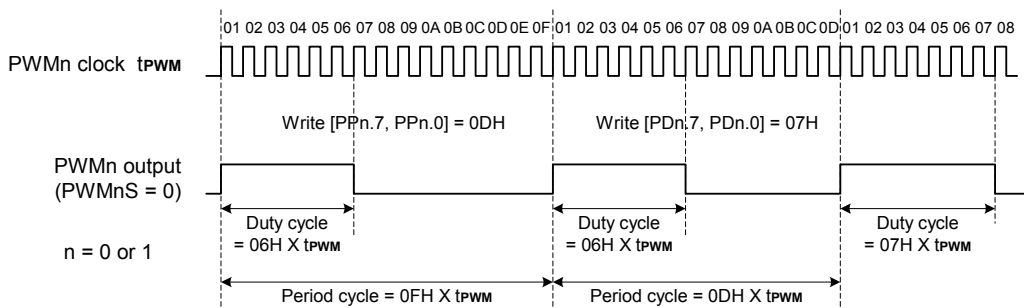 01 02 03 04 05 06 07 08 09 0A 0B 0C 0D 0E 0F 01 02 03 04 05 06 07 08 09 0A 0B 0C 0D 01 02 03 04 05 06 07 08
PWMn clock tPWM
Write [PPn.7, PPn.0] = 0DH Write [PDn.7, PDn.0] = 07H
PWMn output
(PWMnS = 0)
Duty cycle Duty cycle Duty cycle
= 06H X tPWM = 06H X tPWM = 07H X tPWM
n = 0 or 1
Period cycle = 0FH X tPWM Period cycle = 0DH X tPWM